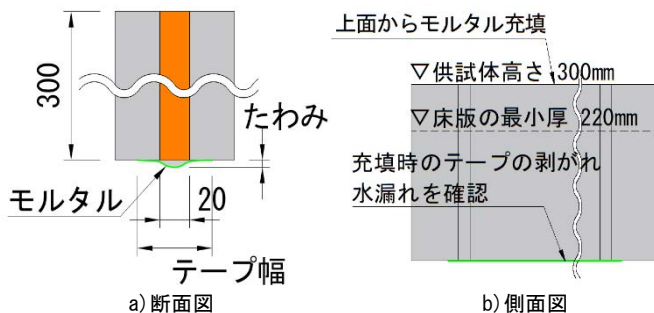 300
たわみ
モルタル
20
テープ幅
a)断面図
上面からモルタル充填
▽供試体高さ 300mm
▽床版の最小厚 220mm
充填時のテープの剥がれ
水漏れを確認
b)側面図